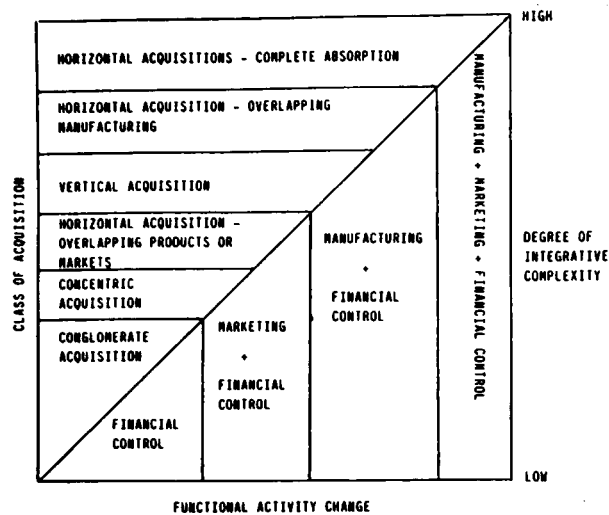 HIGH
HORIZONTAL ACQUISITIONS - COMPLETE ABSORPTION
HORIZONTAL ACQUISITION - OVERLAPPING
MANUFACTURING
VERTICAL ACQUISITION
HORIZONTAL ACQUISITION -
OVERLAPPING PRODUCTS OR
MARKETS
CONCENTRIC
ACQUISITION
CONGLOMERATE
ACQUISITION
FINANCIAL
CONTROL
MARKETING
+
FINANCIAL
CONTROL
MANUFACTURING
+
FINANCIAL
CONTROL
MANUFACTURING + MARKETING + FINANCIAL CONTROL
CLASS OF ACQUISITION
DEGREE OF
INTEGRATIVE
COMPLEXITY
LOW
FUNCTIONAL ACTIVITY CHANGE